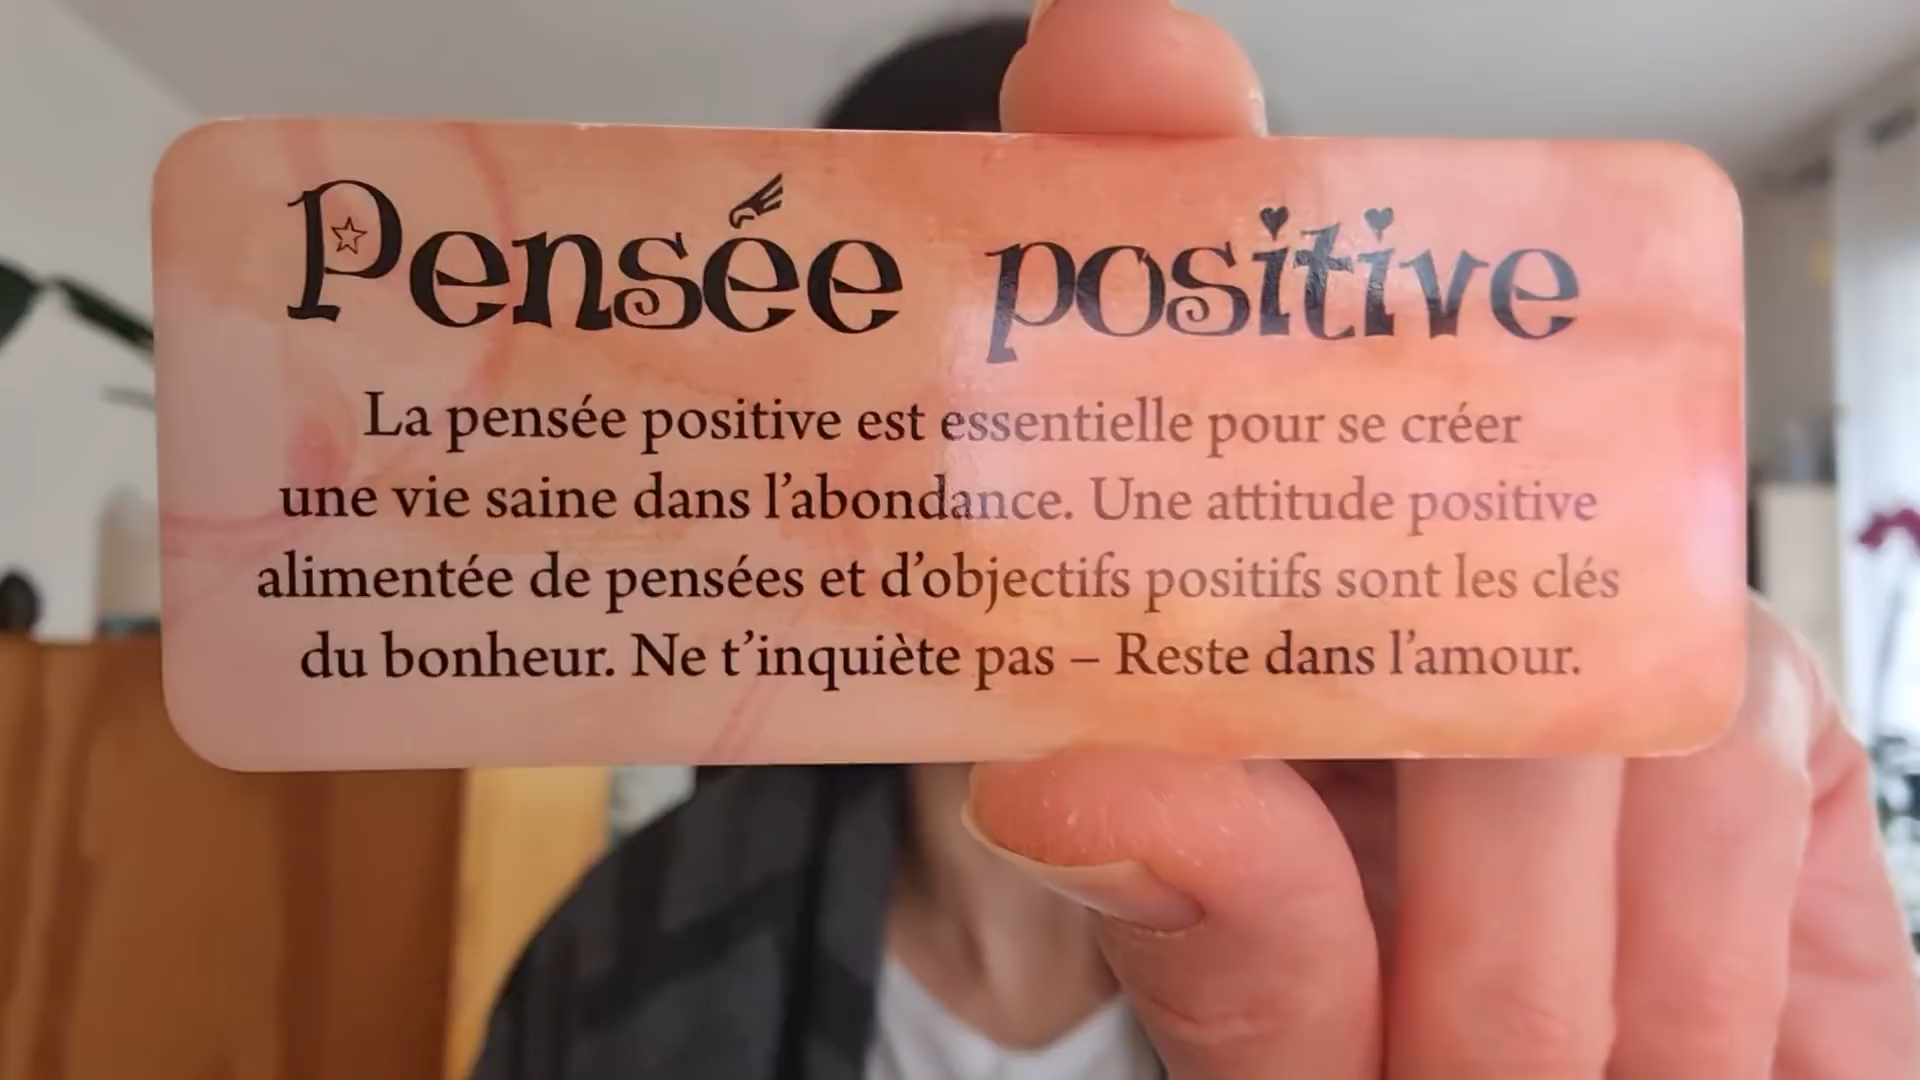 Pensée positive
La pensée positive est essentielle pour se créer
une vie saine dans l’abondance. Une attitude positive
alimentée de pensées et d’objectifs positifs sont les clés
du bonheur. Ne t’inquiète pas – Reste dans l’amour.